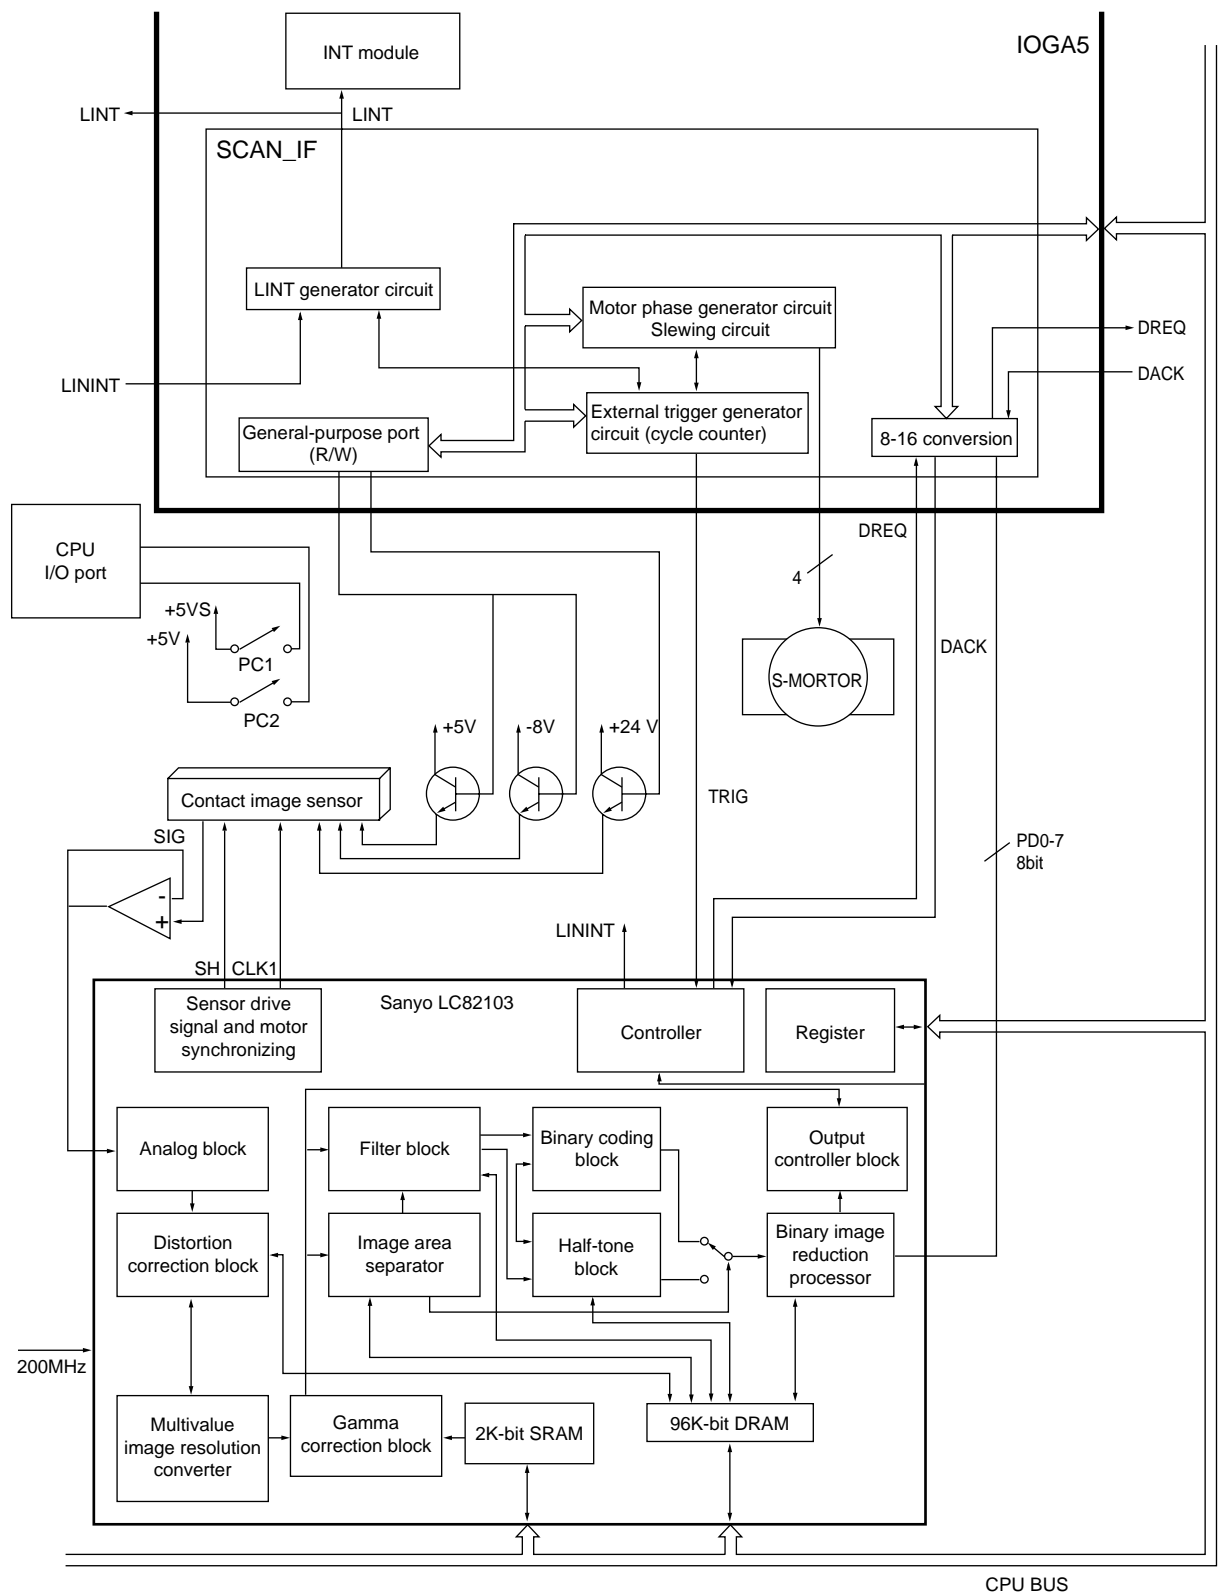 IOGA5
INT module
LINT
LINT
SCAN_IF
LINT generator circuit
Motor phase generator circuit
Slewing circuit
DREQ
DACK
LININT
External trigger generator
circuit (cycle counter)
General-purpose port
(R/W)
8-16 conversion
CPU
I/O port
DREQ
4
+5VS
+5V
PC1
PC2
DACK
S-MORTOR
+5V
-8V
+24 V
Contact image sensor
TRIG
SIG
PD0-7
8bit
-
+
LININT
SH
CLK1
Sensor drive
signal and motor
synchronizing
Sanyo LC82103
Controller
Register
Analog block
Filter block
Binary coding
block
Output
controller block
Distortion
correction block
Image area
separator
Half-tone
block
Binary image
reduction
processor
200MHz
Multivalue
image resolution
converter
Gamma
correction block
2K-bit SRAM
96K-bit DRAM
CPU BUS